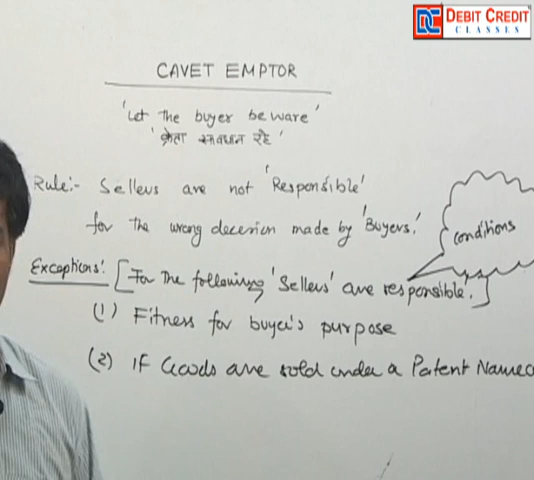 DEBIT CREDIT
CLASSES
CAVET EMPTOR
'Let the buyer be ware'
'क्रेता सावधान रहे'
Rule:- Sellers are not 'Responsible'
for the wrong decesion made by 'Buyers'.
conditions
Exceptions: [For the following 'Sellers' are responsible.]
(1) Fitness for buyer's purpose
(2) If Goods are sold under a Patent Name